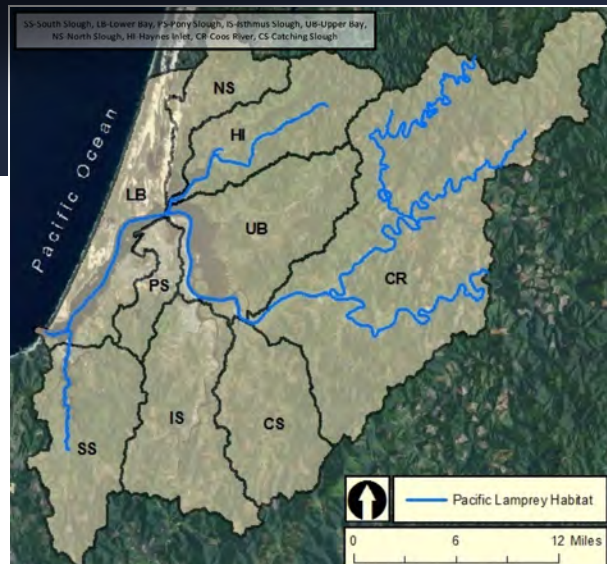 SS-South Slough, LB-Lower Bay, PS-Pony Slough, IS-Isthmus Slough, UB-Upper Bay,
NS-North Slough, HI-Haynes Inlet, CR-Coos River, CS-Catching Slough
NS
HI
Pacific Ocean
LB
UB
PS
CR
IS
CS
SS
Pacific Lamprey Habitat
0 6 12 Miles